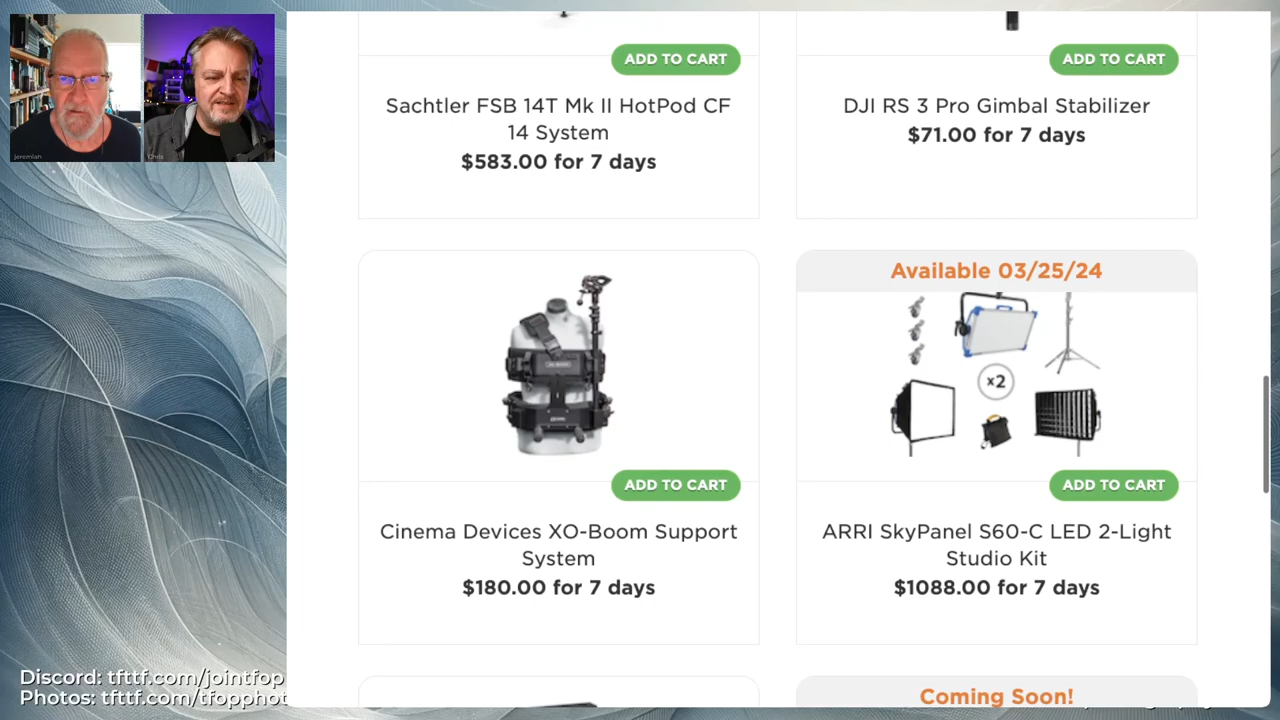 Jeremiah
Chris
ADD TO CART
ADD TO CART
Sachtler FSB 14T Mk II HotPod CF
14 System
$583.00 for 7 days
DJI RS 3 Pro Gimbal Stabilizer
$71.00 for 7 days
Available 03/25/24
x2
ADD TO CART
ADD TO CART
Cinema Devices XO-Boom Support
System
$180.00 for 7 days
ARRI SkyPanel S60-C LED 2-Light
Studio Kit
$1088.00 for 7 days
Coming Soon!
Discord: tfttf.com/jointfop
Photos: tfttf.com/tfopphot